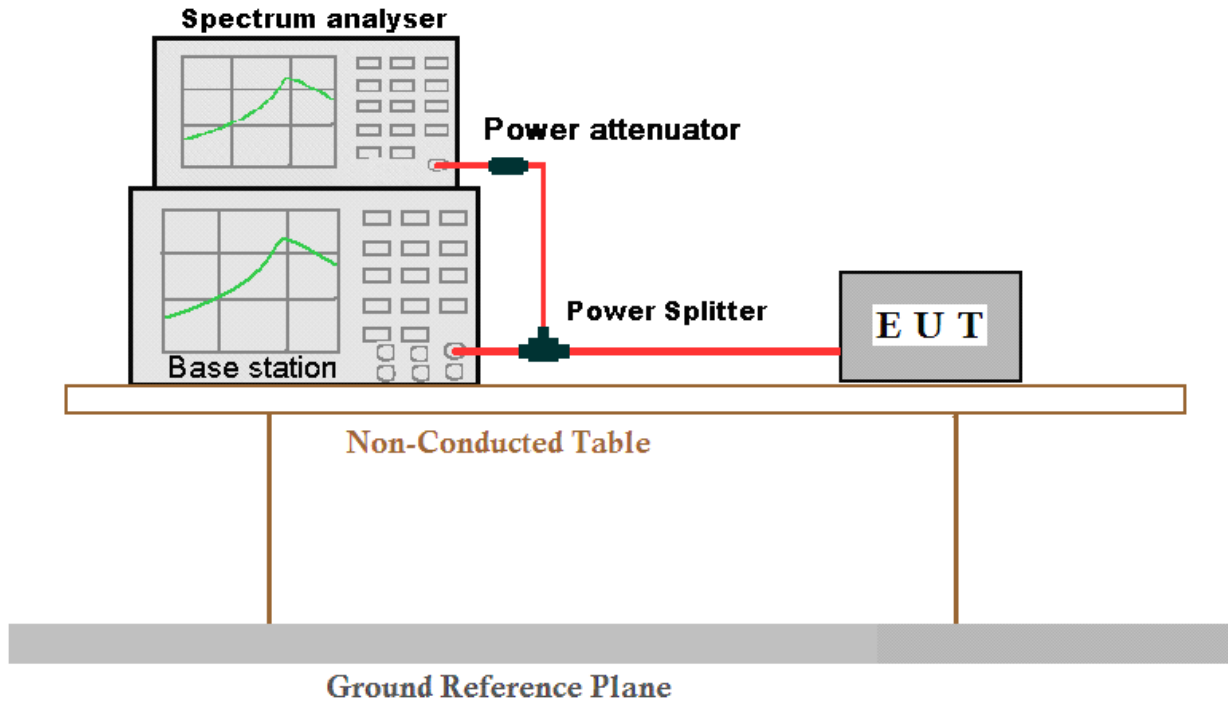 Spectrum analyser
Power attenuator
Power Splitter
E U T
Base station
Non-Conducted Table
Ground Reference Plane